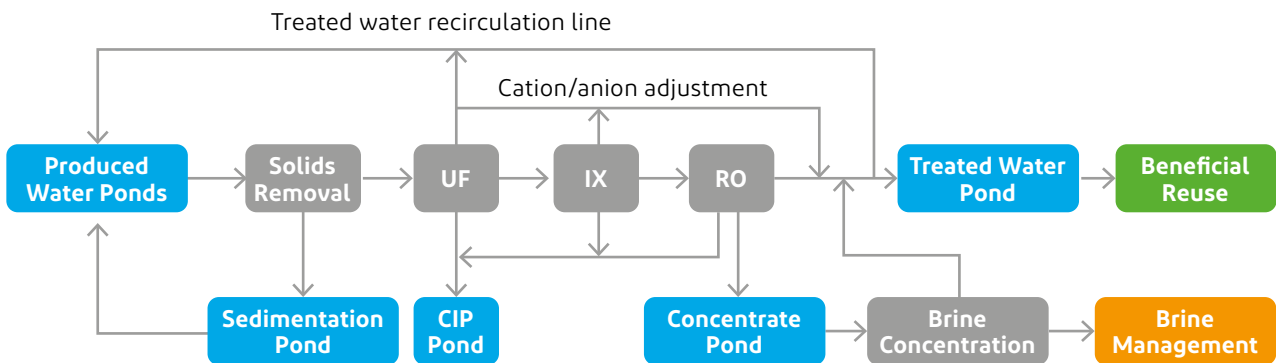 Treated water recirculation line
Cation/anion adjustment
Produced
Water Ponds
Solids
Removal
UF
IX
RO
Treated Water
Pond
Beneficial
Reuse
Sedimentation
Pond
CIP
Pond
Concentrate
Pond
Brine
Concentration
Brine
Management